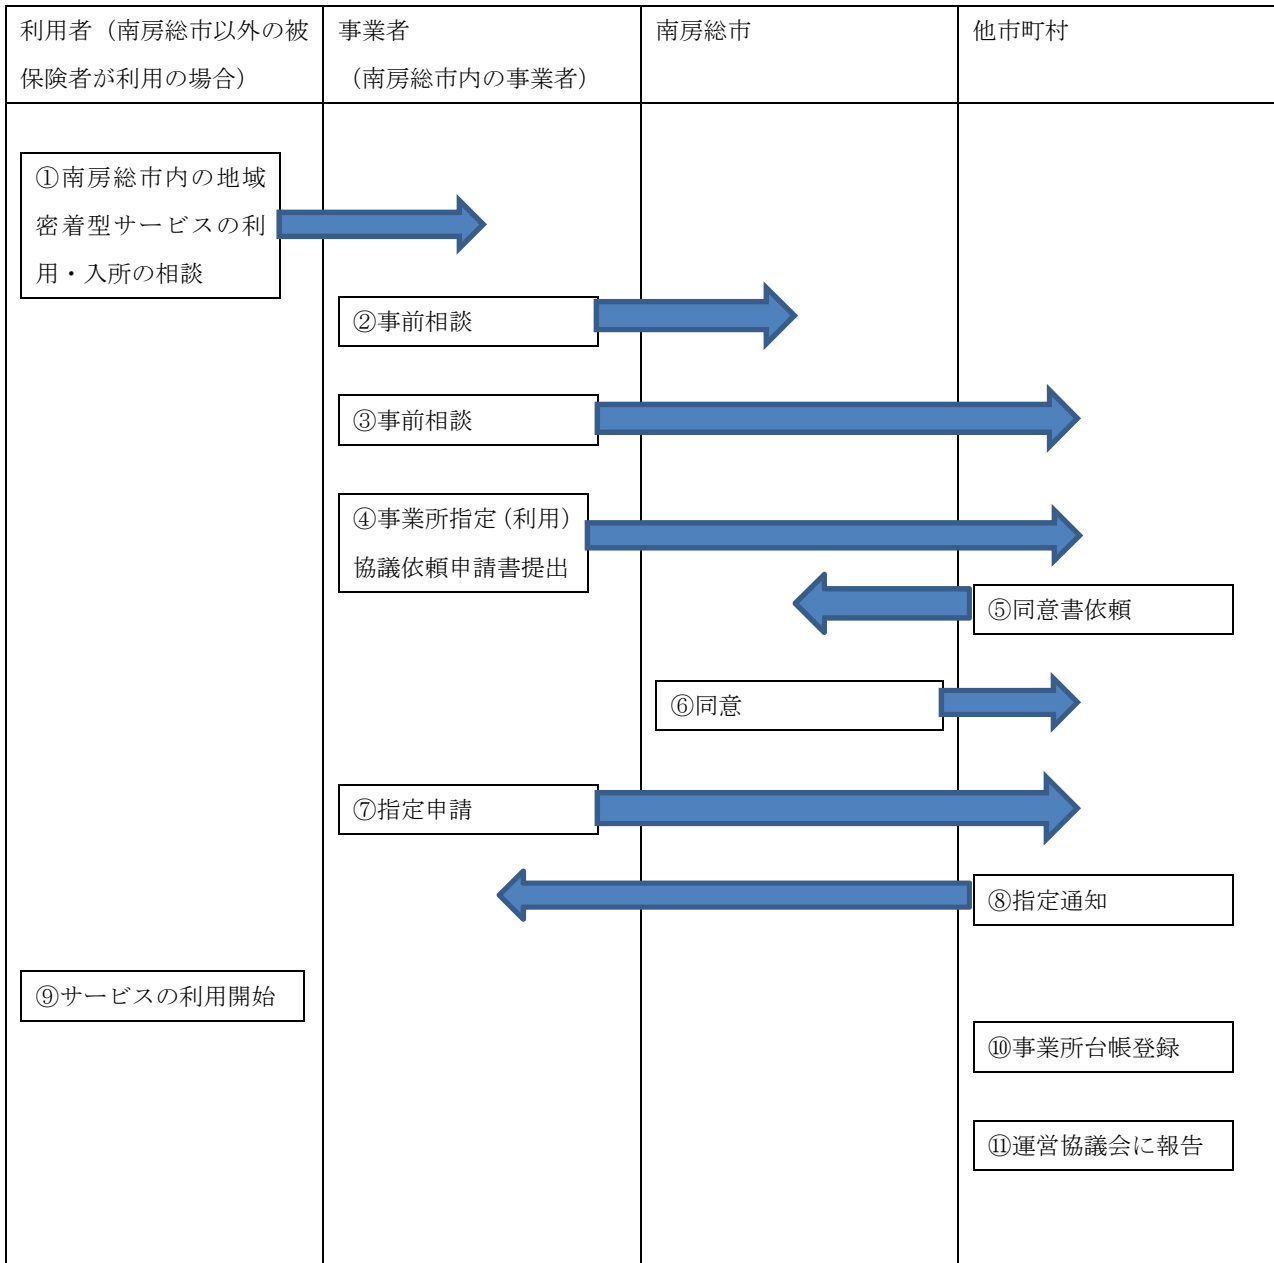 利用者（南房総市以外の被
保険者が利用の場合）
事業者
（南房総市内の事業者）
南房総市
他市町村
①南房総市内の地域
密着型サービスの利
用・入所の相談
②事前相談
③事前相談
④事業所指定（利用）
協議依頼申請書提出
⑤同意書依頼
⑥同意
⑦指定申請
⑧指定通知
⑨サービスの利用開始
⑩事業所台帳登録
⑪運営協議会に報告